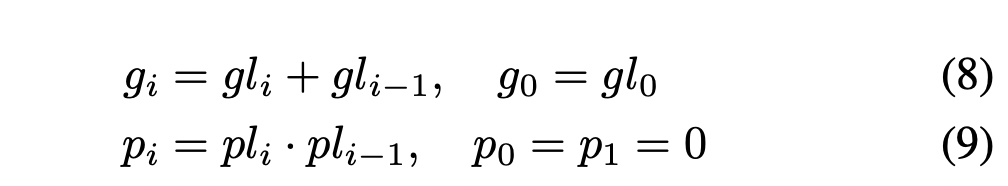 gᵢ = glᵢ + glᵢ₋₁, g₀ = gl₀ (8)
pᵢ = plᵢ · plᵢ₋₁, p₀ = p₁ = 0 (9)